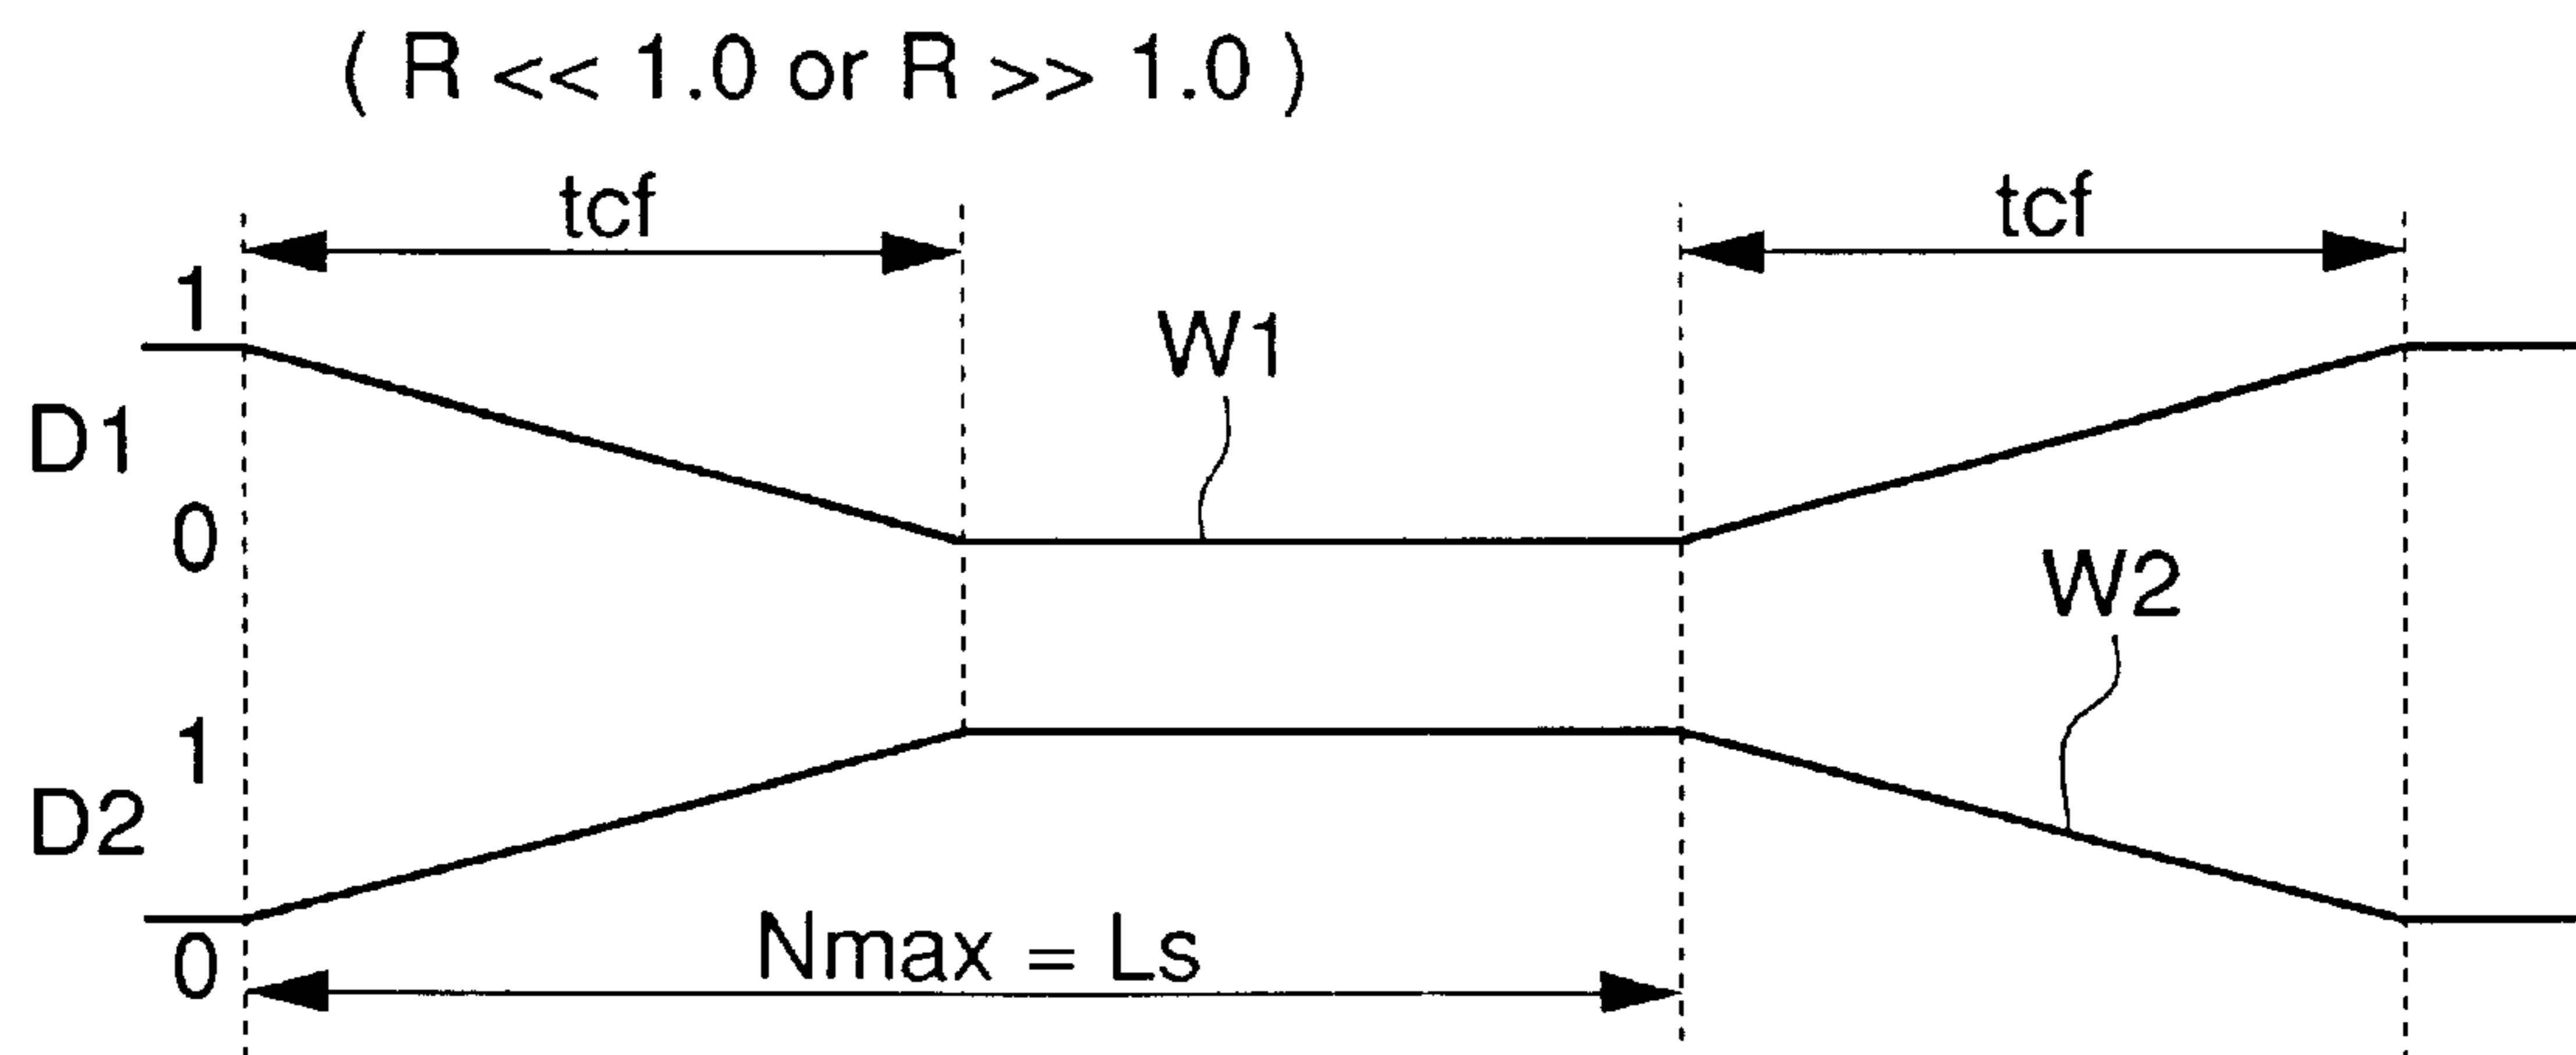 ( R << 1.0 or R >> 1.0 )
tcf
tcf
1
W1
D1
0
W2
1
D2
0
Nmax = Ls